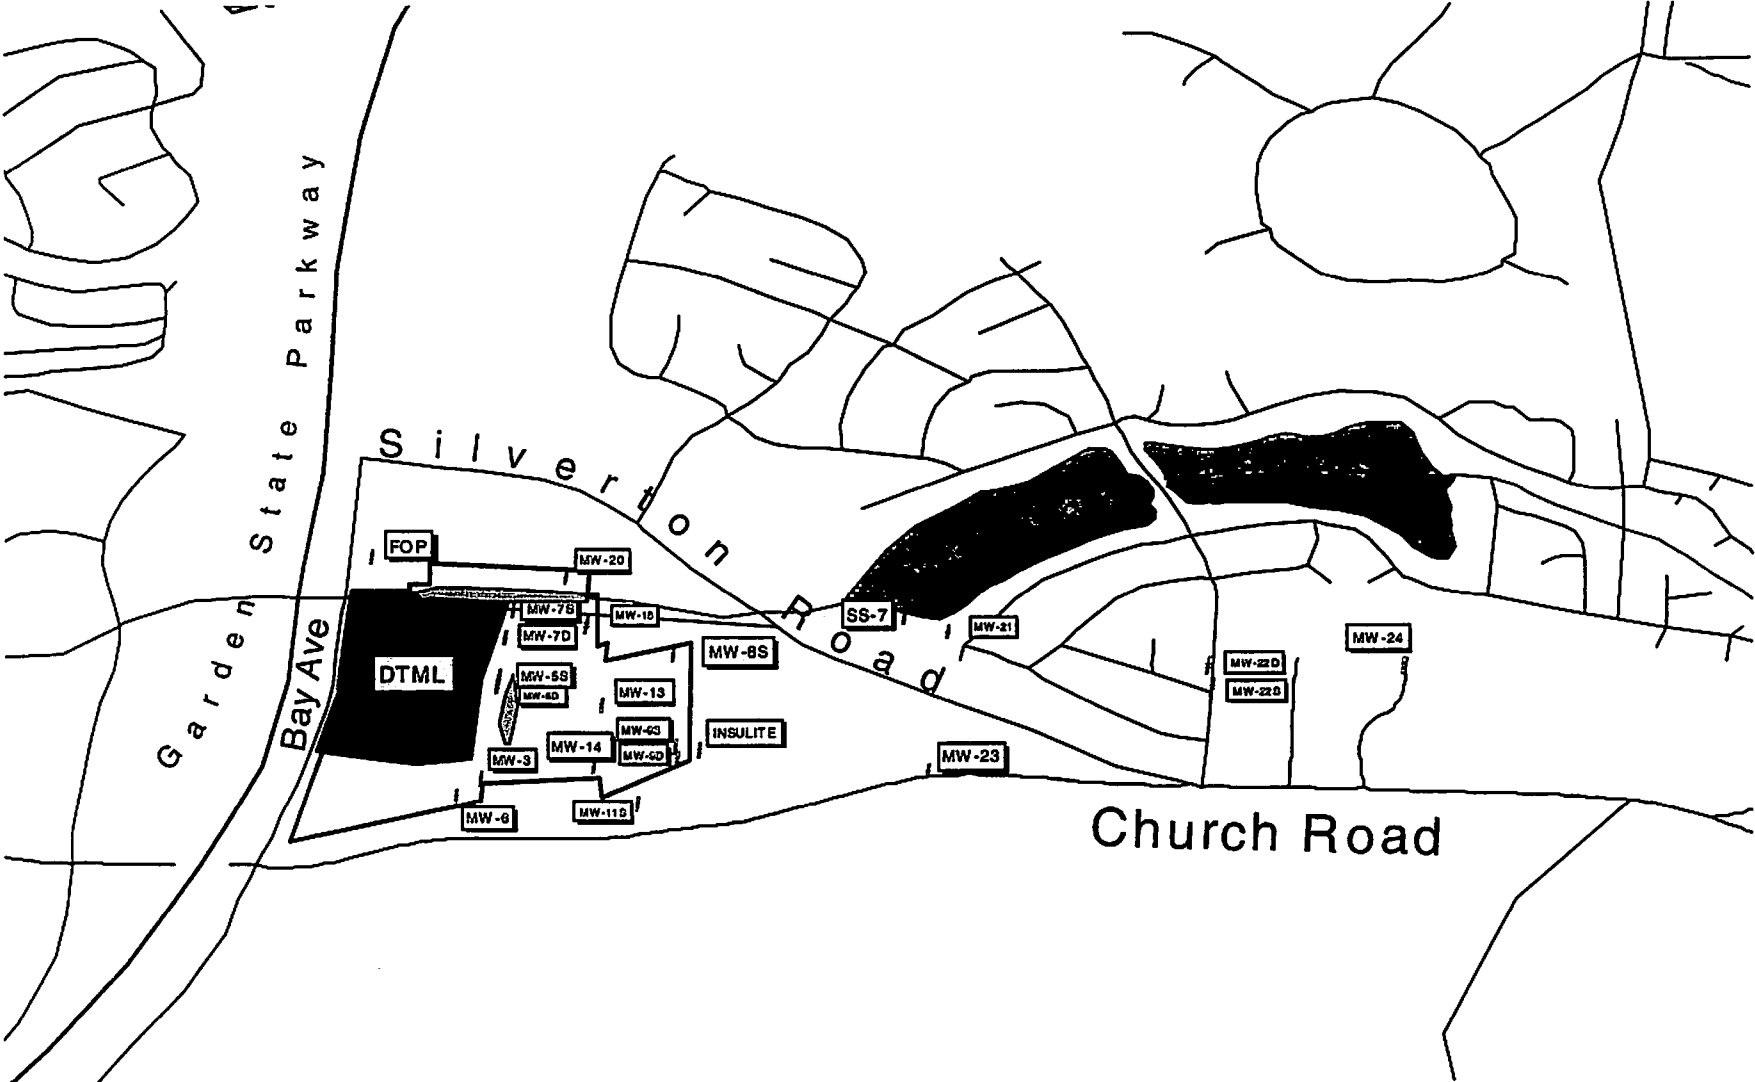 Garden State Parkway
Silverton Road
Bay Ave
FOP
MW-20
MW-7S
MW-7D
SS-7
MW-21
MW-24
DTML
MW-8S
MW-22D
MW-5S
MW-13
MW-14
INSULITE
MW-3
MW-23
MW-6
MW-11S
Church Road